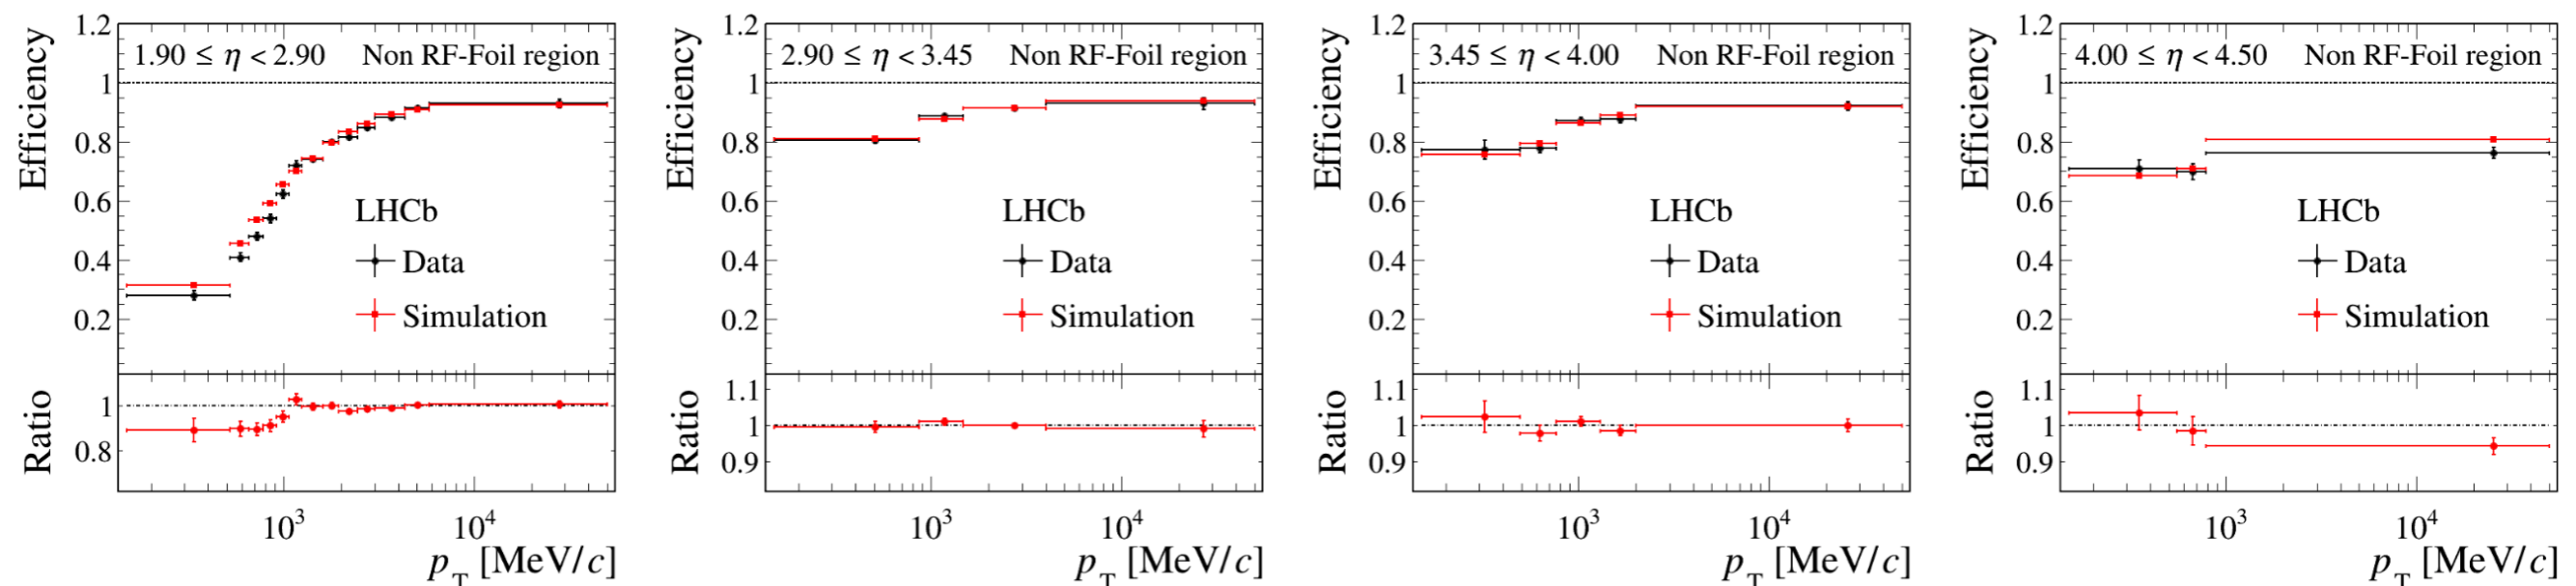 1.2
1.90 ≤ η < 2.90 Non RF-Foil region
1
0.8
0.6
0.4
0.2
Efficiency
LHCb
Data
Simulation
1
0.8
Ratio
10³ 10⁴
p_T [MeV/c]
1.2
2.90 ≤ η < 3.45 Non RF-Foil region
1
0.8
0.6
0.4
0.2
Efficiency
LHCb
Data
Simulation
1.1
1
0.9
Ratio
10³ 10⁴
p_T [MeV/c]
1.2
3.45 ≤ η < 4.00 Non RF-Foil region
1
0.8
0.6
0.4
0.2
Efficiency
LHCb
Data
Simulation
1.1
1
0.9
Ratio
10³ 10⁴
p_T [MeV/c]
1.2
4.00 ≤ η < 4.50 Non RF-Foil region
1
0.8
0.6
0.4
0.2
Efficiency
LHCb
Data
Simulation
1.1
1
0.9
Ratio
10³ 10⁴
p_T [MeV/c]